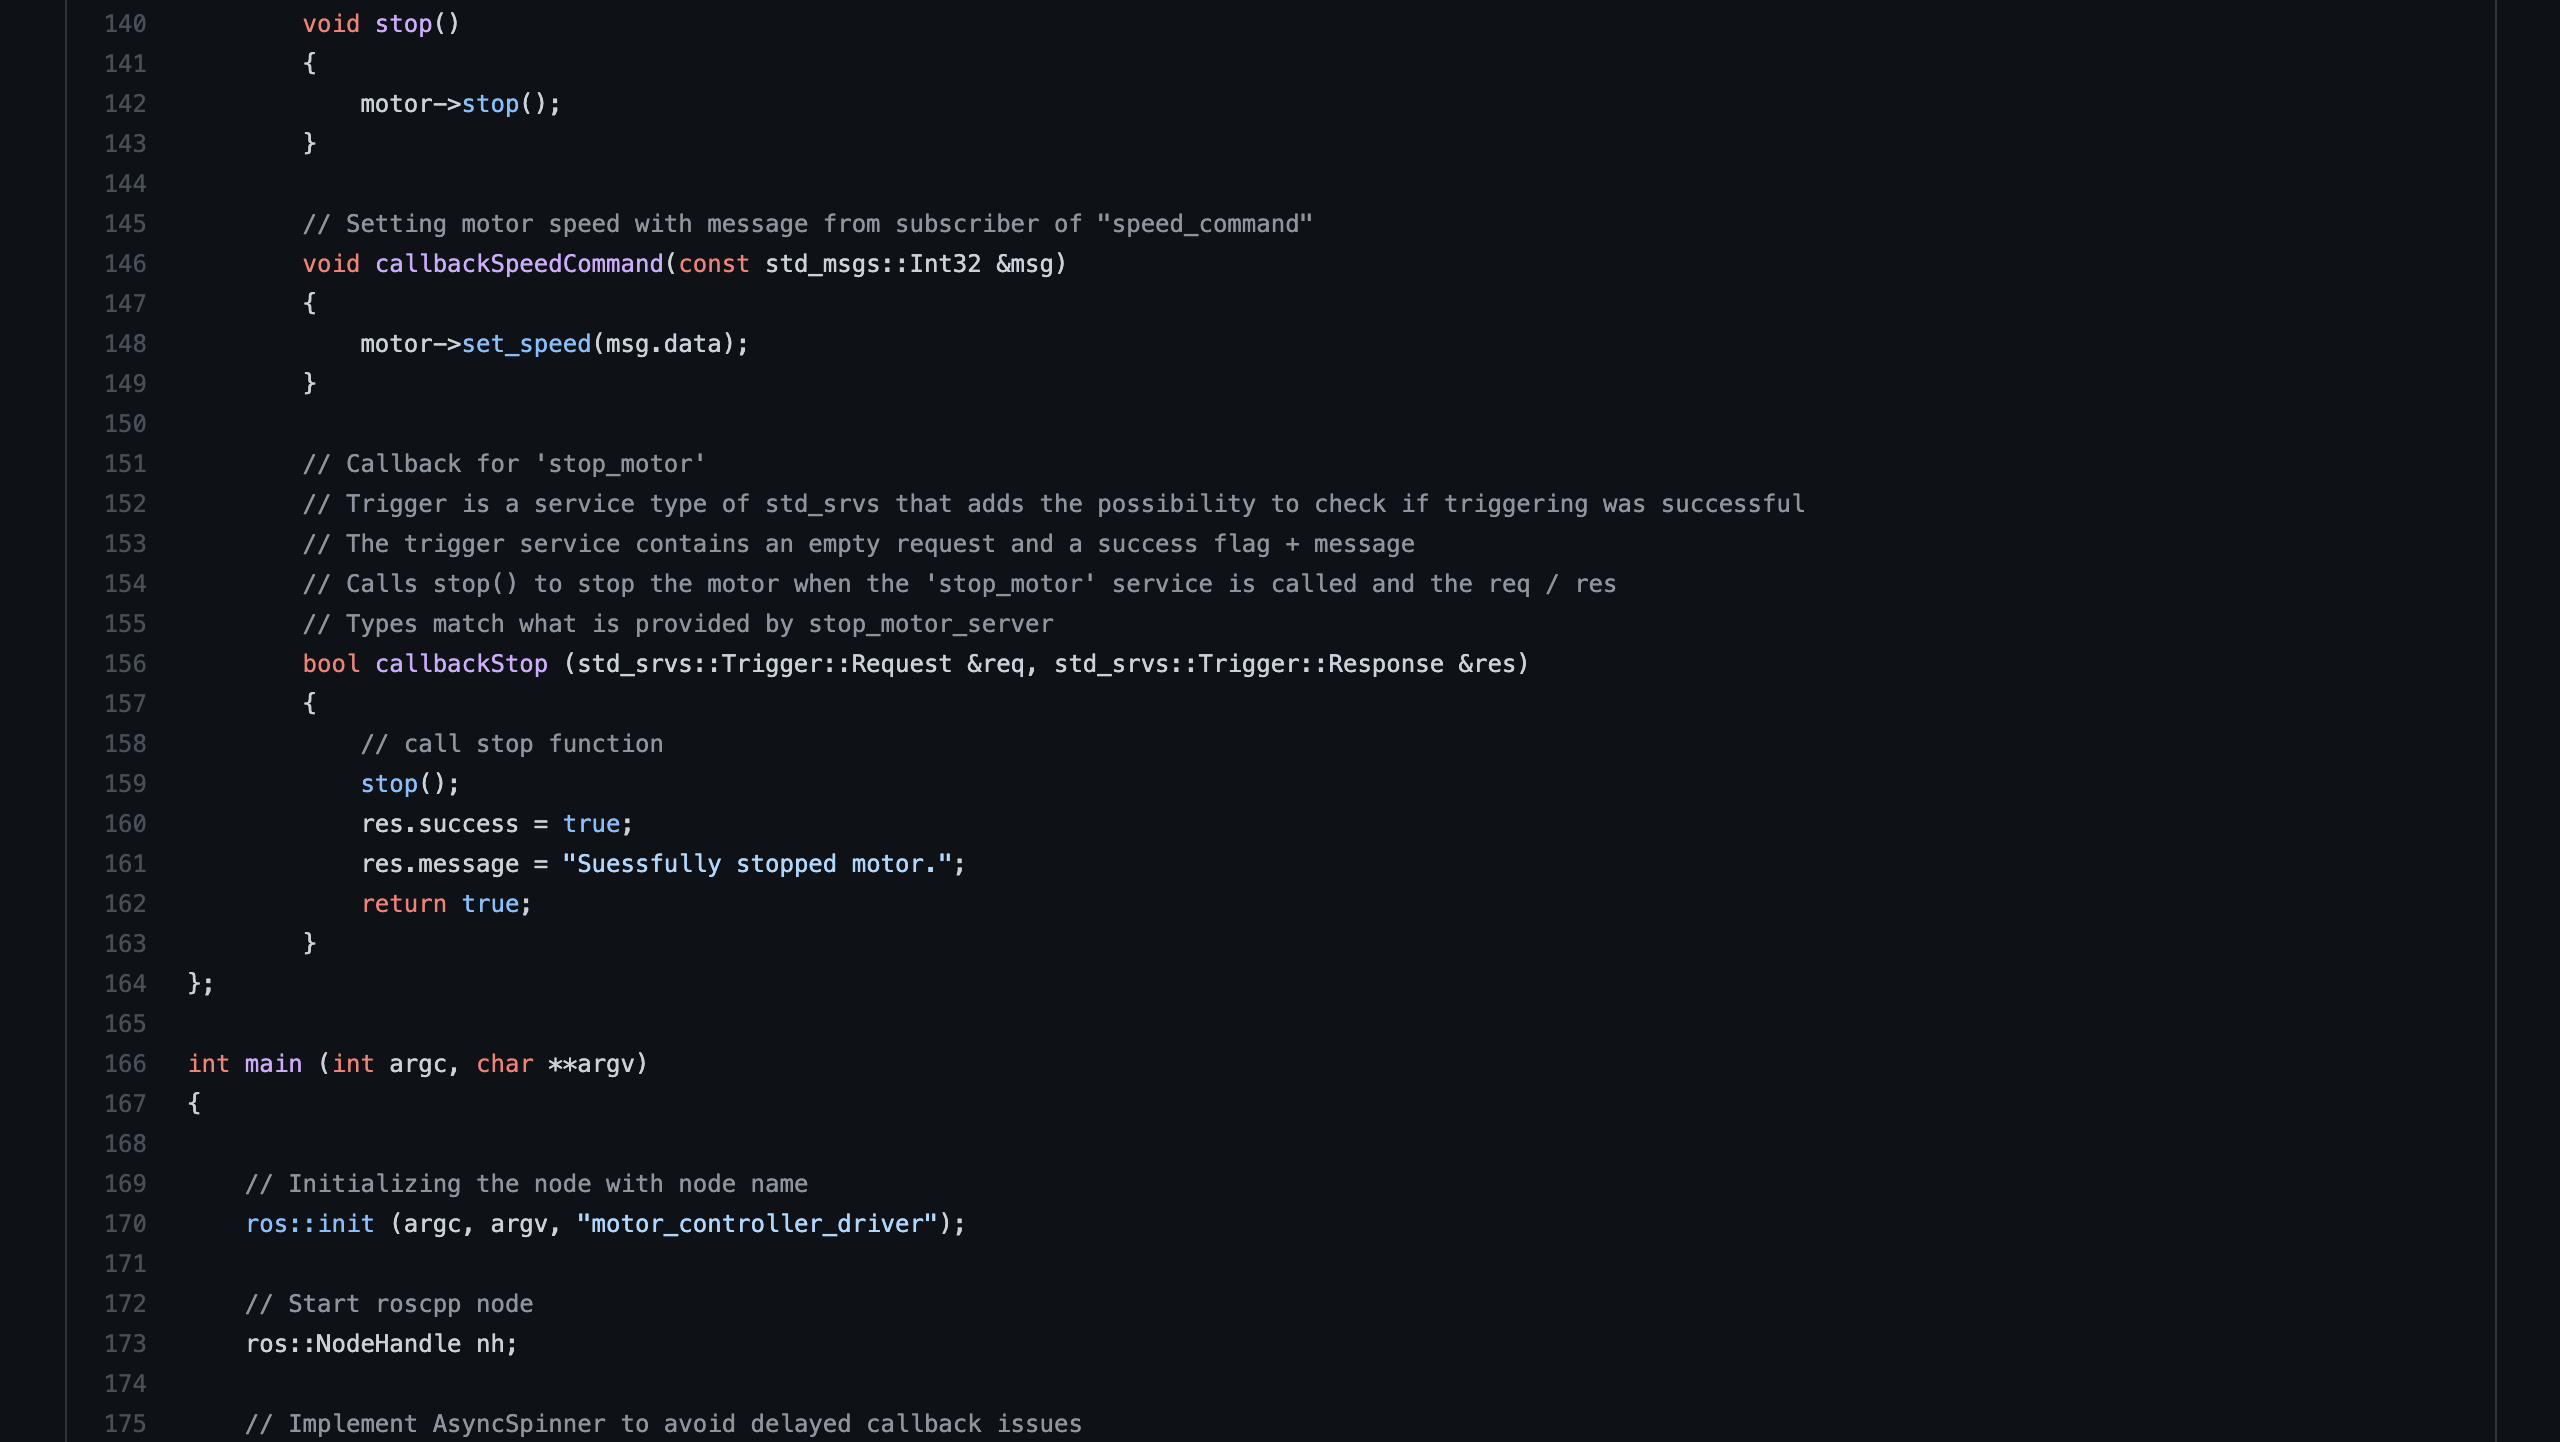 140 void stop()
141 {
142 motor->stop();
143 }
144
145 // Setting motor speed with message from subscriber of "speed_command"
146 void callbackSpeedCommand(const std_msgs::Int32 &msg)
147 {
148 motor->set_speed(msg.data);
149 }
150
151 // Callback for 'stop_motor'
152 // Trigger is a service type of std_srvs that adds the possibility to check if triggering was successful
153 // The trigger service contains an empty request and a success flag + message
154 // Calls stop() to stop the motor when the 'stop_motor' service is called and the req / res
155 // Types match what is provided by stop_motor_server
156 bool callbackStop (std_srvs::Trigger::Request &req, std_srvs::Trigger::Response &res)
157 {
158 // call stop function
159 stop();
160 res.success = true;
161 res.message = "Suessfully stopped motor.";
162 return true;
163 }
164 };
165
166 int main (int argc, char **argv)
167 {
168
169 // Initializing the node with node name
170 ros::init (argc, argv, "motor_controller_driver");
171
172 // Start roscpp node
173 ros::NodeHandle nh;
174
175 // Implement AsyncSpinner to avoid delayed callback issues